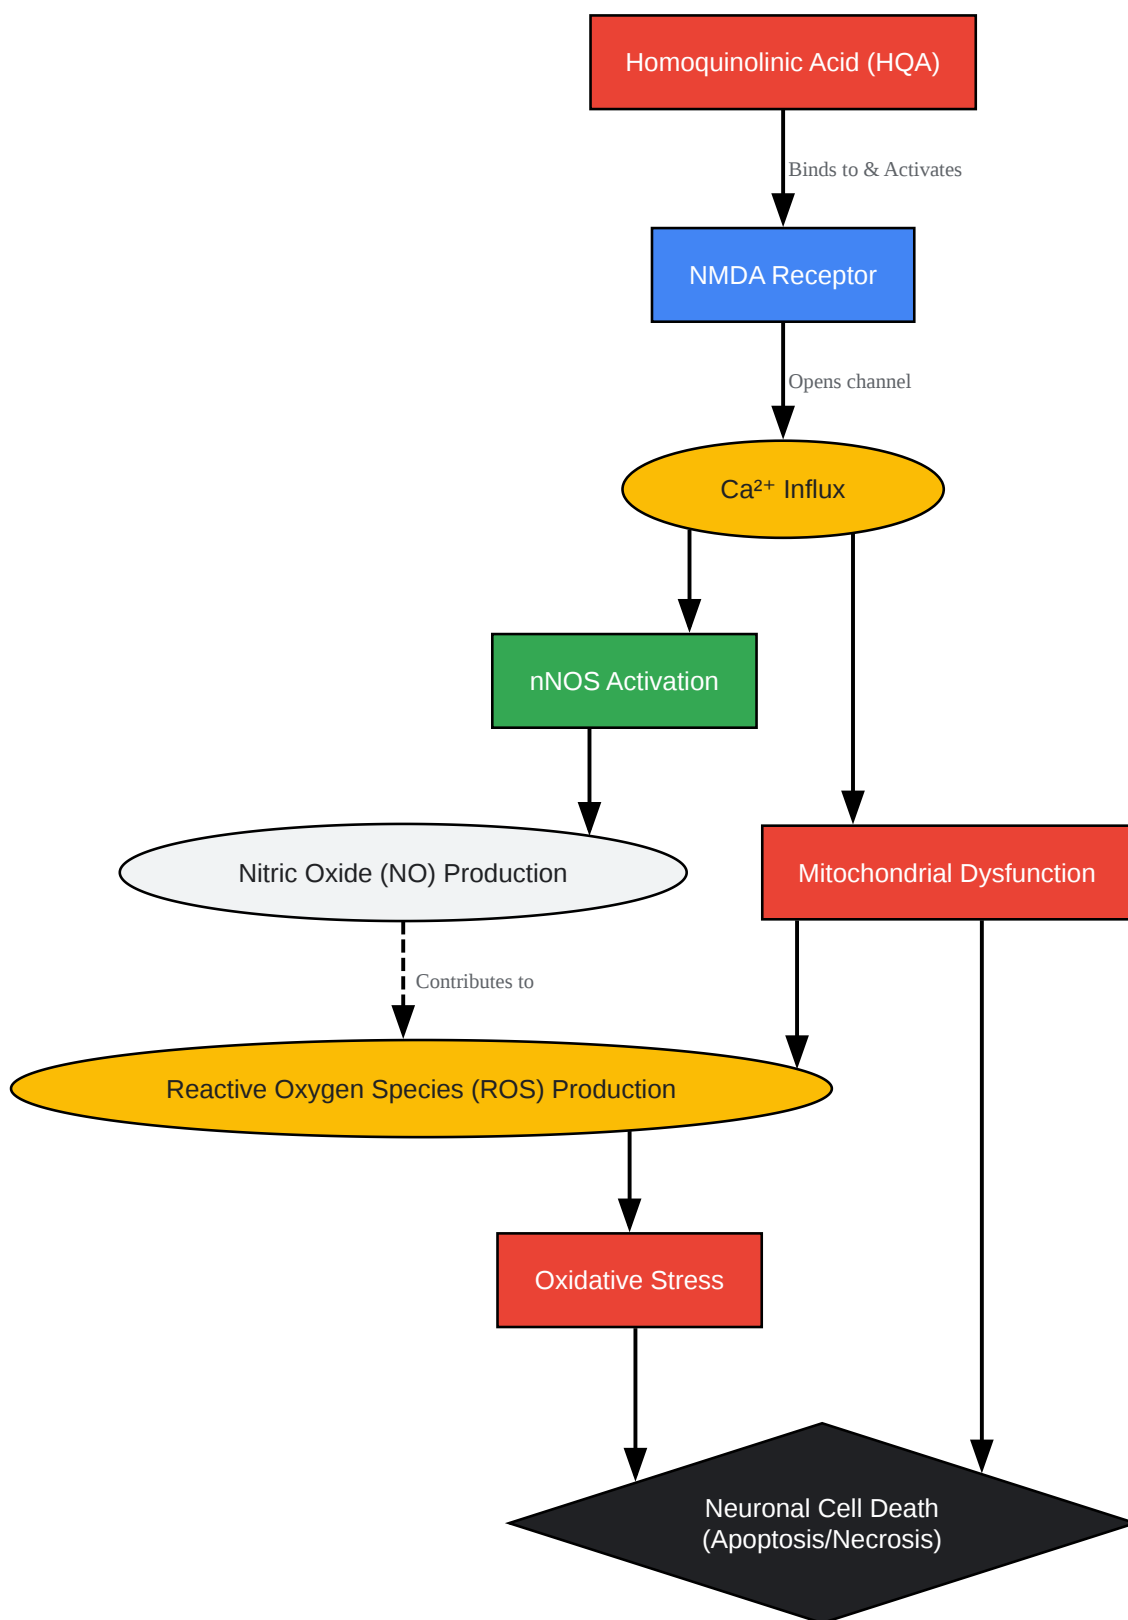 Homoquinolinic Acid (HQA)
Binds to & Activates
NMDA Receptor
Opens channel
Ca²⁺ Influx
nNOS Activation
Nitric Oxide (NO) Production
Mitochondrial Dysfunction
Contributes to
Reactive Oxygen Species (ROS) Production
Oxidative Stress
Neuronal Cell Death
(Apoptosis/Necrosis)